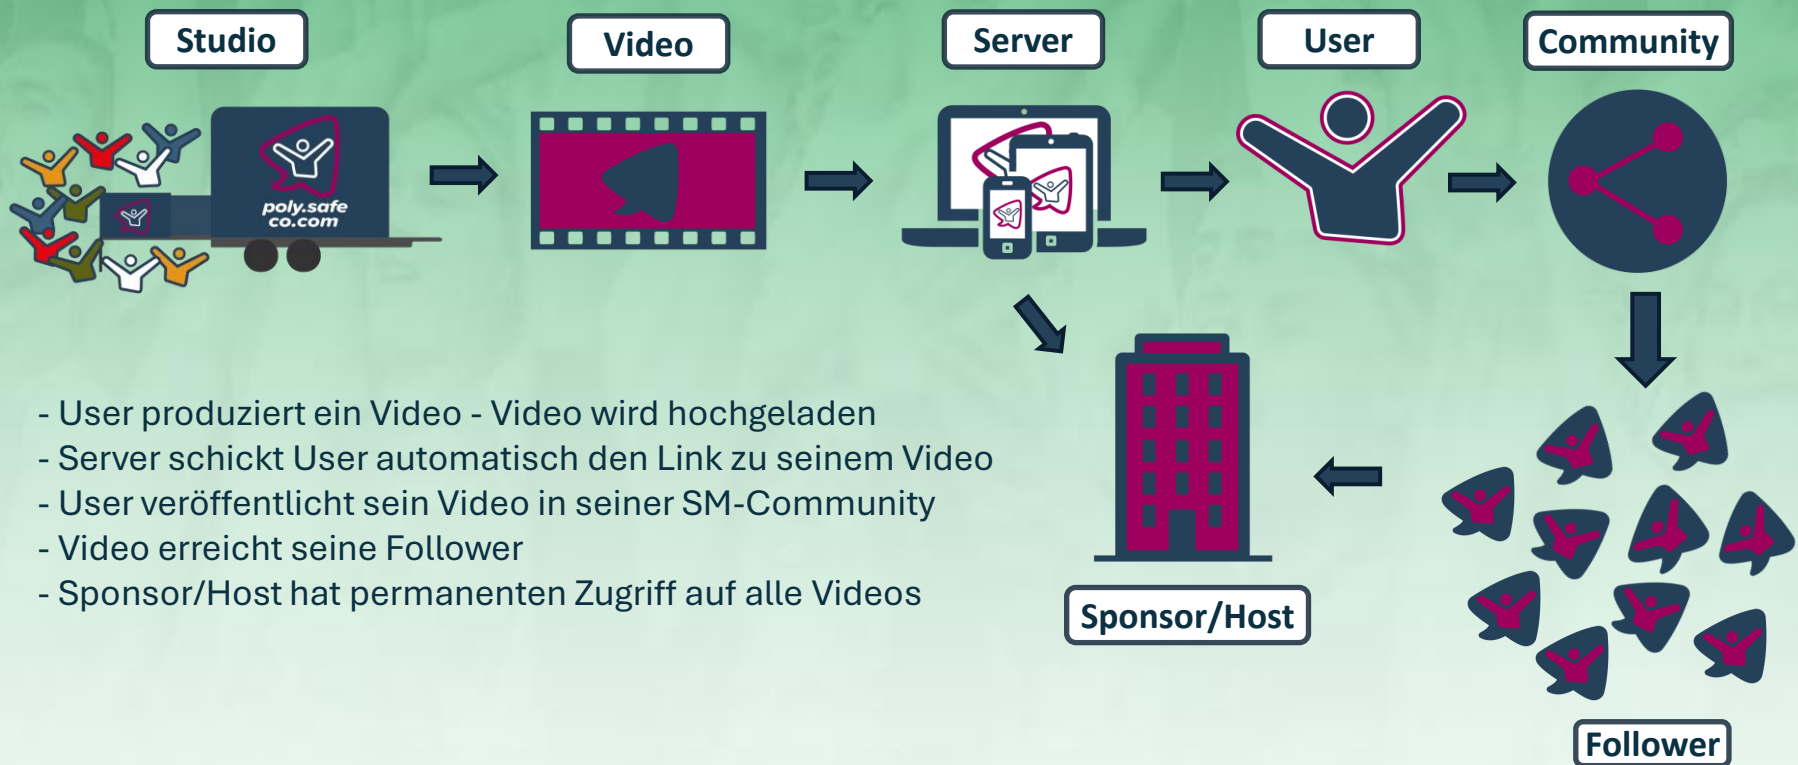 Studio
Video
Server
User
Community
poly.safe
co.com
- User produziert ein Video - Video wird hochgeladen
- Server schickt User automatisch den Link zu seinem Video
- User veröffentlicht sein Video in seiner SM-Community
- Video erreicht seine Follower
- Sponsor/Host hat permanenten Zugriff auf alle Videos
Sponsor/Host
Follower